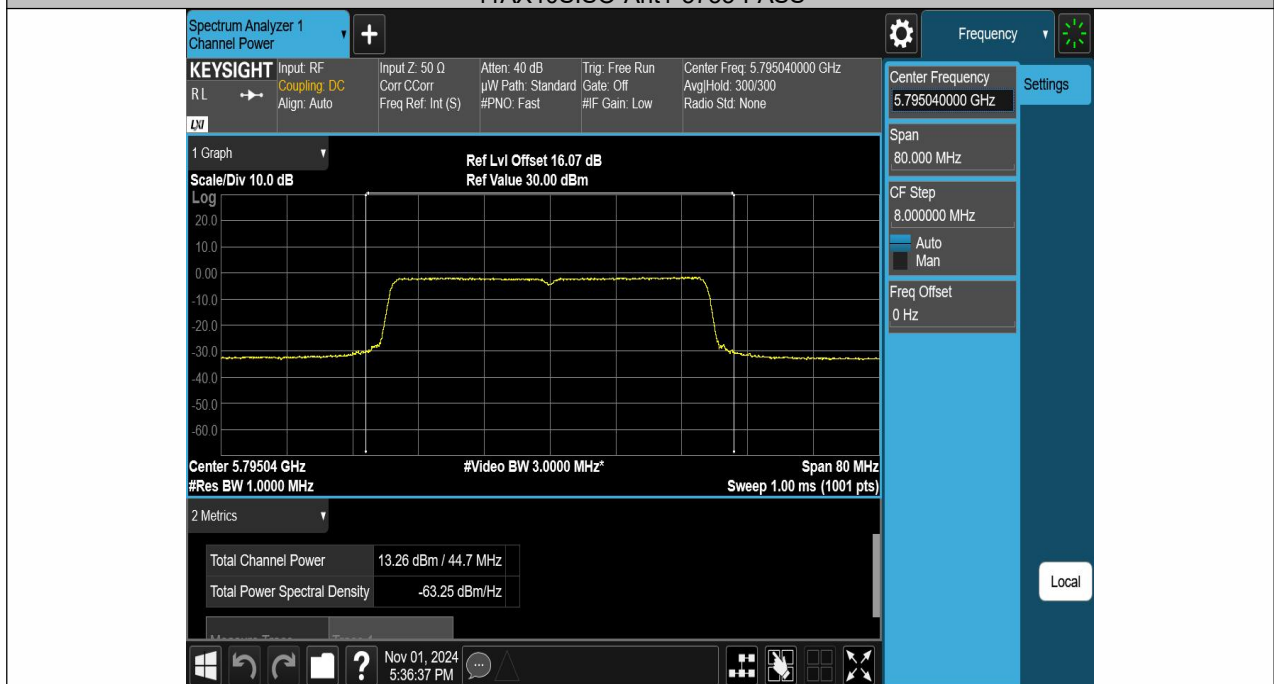 Spectrum Analyzer 1
Channel Power
+
Frequency
KEYSIGHT
RL
LXI
Input: RF
Coupling: DC
Align: Auto
Input Z: 50 Ω
Corr CCorr
Freq Ref: Int (S)
Atten: 40 dB
µW Path: Standard
#PNO: Fast
Trig: Free Run
Gate: Off
#IF Gain: Low
Center Freq: 5.795040000 GHz
Avg|Hold: 300/300
Radio Std: None
Center Frequency
5.795040000 GHz
Settings
Span
80.000 MHz
CF Step
8.000000 MHz
Auto
Man
Freq Offset
0 Hz
1 Graph
Ref Lvl Offset 16.07 dB
Scale/Div 10.0 dB
Ref Value 30.00 dBm
Log
20.0
10.0
0.00
-10.0
-20.0
-30.0
-40.0
-50.0
-60.0
Center 5.79504 GHz
#Video BW 3.0000 MHz*
Span 80 MHz
#Res BW 1.0000 MHz
Sweep 1.00 ms (1001 pts)
2 Metrics
Total Channel Power 13.26 dBm / 44.7 MHz
Total Power Spectral Density -63.25 dBm/Hz
Local
?
Nov 01, 2024
5:36:37 PM